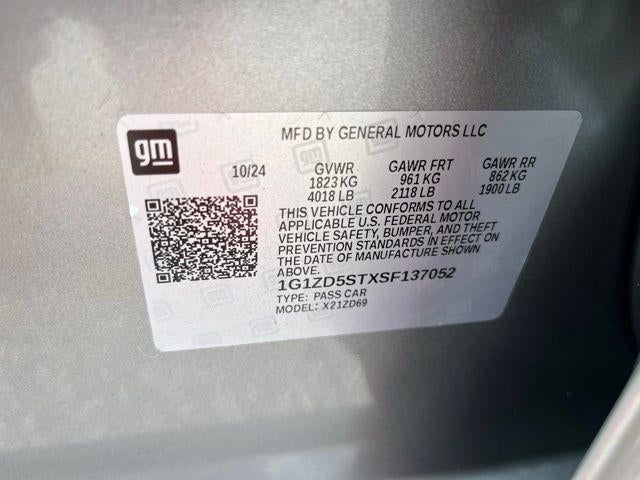 gm
MFD BY GENERAL MOTORS LLC
10/24 GVWR GAWR FRT GAWR RR
1823 KG 961 KG 862 KG
4018 LB 2118 LB 1900 LB
THIS VEHICLE CONFORMS TO ALL
APPLICABLE U.S. FEDERAL MOTOR
VEHICLE SAFETY, BUMPER, AND THEFT
PREVENTION STANDARDS IN EFFECT ON
THE DATE OF MANUFACTURE SHOWN
ABOVE.
1G1ZD5STXSF137052
TYPE: PASS CAR
MODEL: X21ZD69